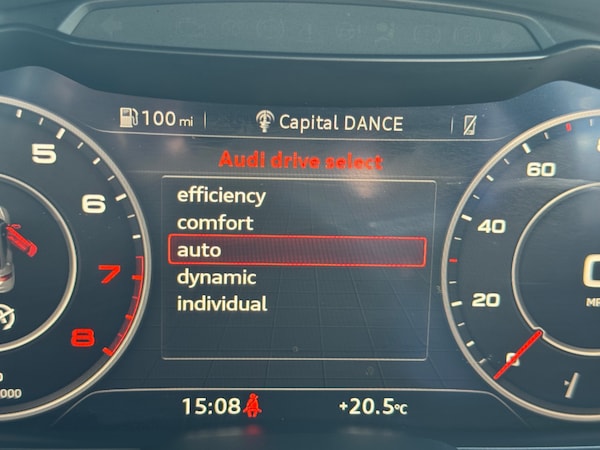 100 mi
Capital DANCE
Audi drive select
efficiency
comfort
auto
dynamic
individual
5
6
7
8
0
20
40
60
15:08
+20.5°C